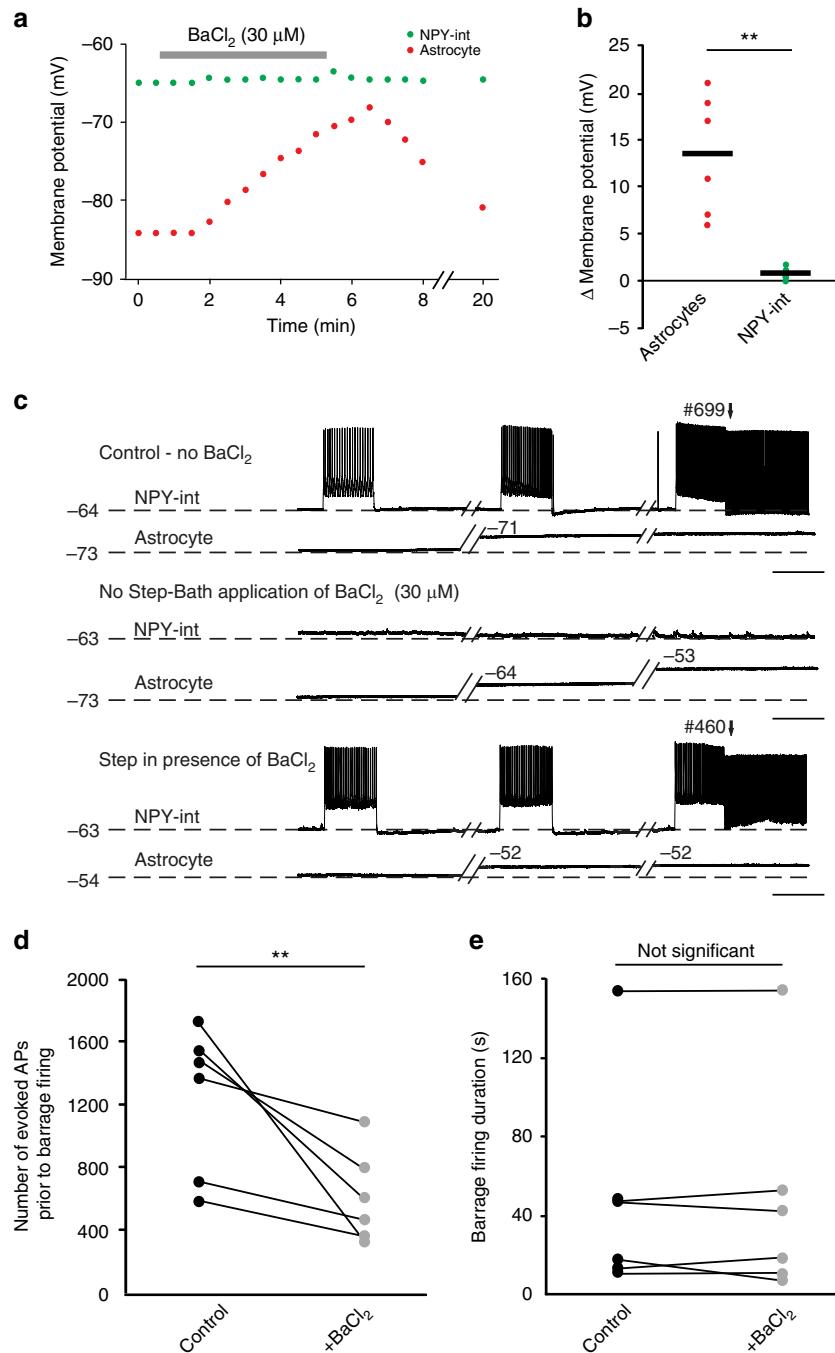 a
BaCl₂ (30 μM)
NPY-int
Astrocyte
Membrane potential (mV)
–60
–70
–80
–90
0
2
4
6
8
20
Time (min)
b
**
Δ Membrane potential (mV)
25
20
15
10
5
0
–5
Astrocytes
NPY-int
c
Control - no BaCl₂
#699
NPY-int
–64
Astrocyte
–71
–73
No Step-Bath application of BaCl₂ (30 μM)
NPY-int
–63
Astrocyte
–64
–53
–73
Step in presence of BaCl₂
#460
NPY-int
–63
Astrocyte
–52
–52
–54
d
**
Number of evoked APs
prior to barrage firing
2000
1600
1200
800
400
Control
+BaCl₂
e
Not significant
Barrage firing duration (s)
160
120
80
40
0
Control
+BaCl₂